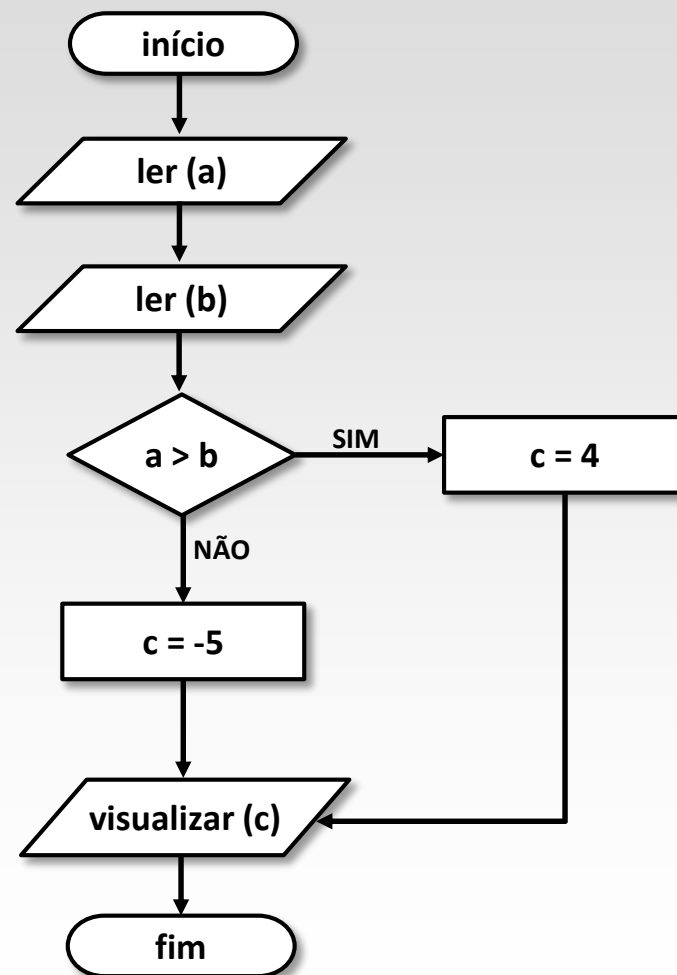 início
ler (a)
ler (b)
a > b
SIM
c = 4
NÃO
c = -5
visualizar (c)
fim